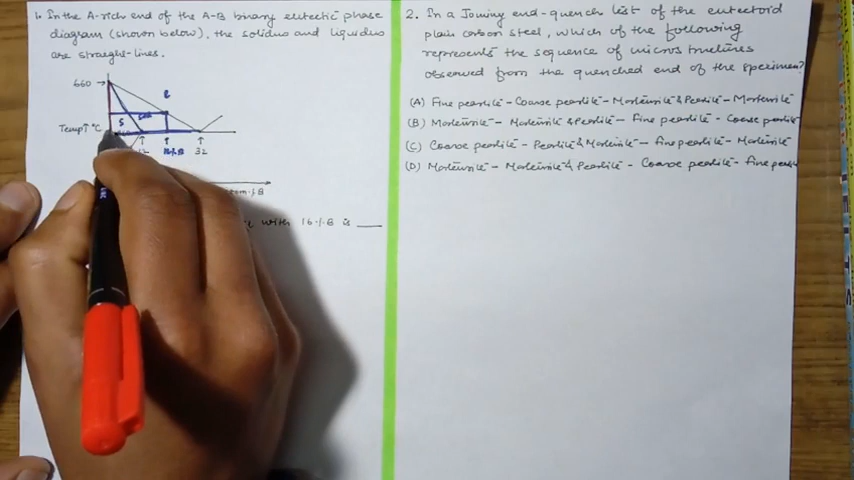 1. In the A-rich end of the A-B binary eutectic phase
diagram (shown below), the solidus and liquidus
are straight-lines.
660
L
S
Temp °C
12
16%B
32
with 16%B is ___
2. In a Jominy end-quench test of the eutectoid
plain carbon steel, which of the following
represents the sequence of microstructures
observed from the quenched end of the specimen?
(A) Fine pearlite - Coarse pearlite - Martensite & Pearlite - Martensite
(B) Martensite - Martensite & Pearlite - fine pearlite - Coarse pearlite
(C) Coarse pearlite - Pearlite & Martensite - fine pearlite - Martensite
(D) Martensite - Martensite & Pearlite - Coarse pearlite - fine